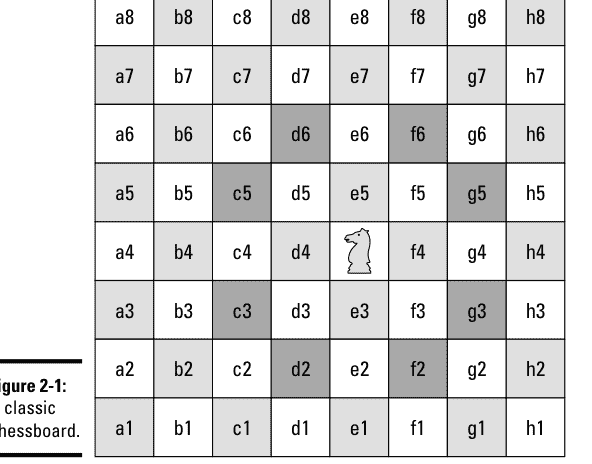 a8 b8 c8 d8 e8 f8 g8 h8
a7 b7 c7 d7 e7 f7 g7 h7
a6 b6 c6 d6 e6 f6 g6 h6
a5 b5 c5 d5 e5 f5 g5 h5
a4 b4 c4 d4 f4 g4 h4
a3 b3 c3 d3 e3 f3 g3 h3
a2 b2 c2 d2 e2 f2 g2 h2
a1 b1 c1 d1 e1 f1 g1 h1
igure 2-1:
classic
hessboard.